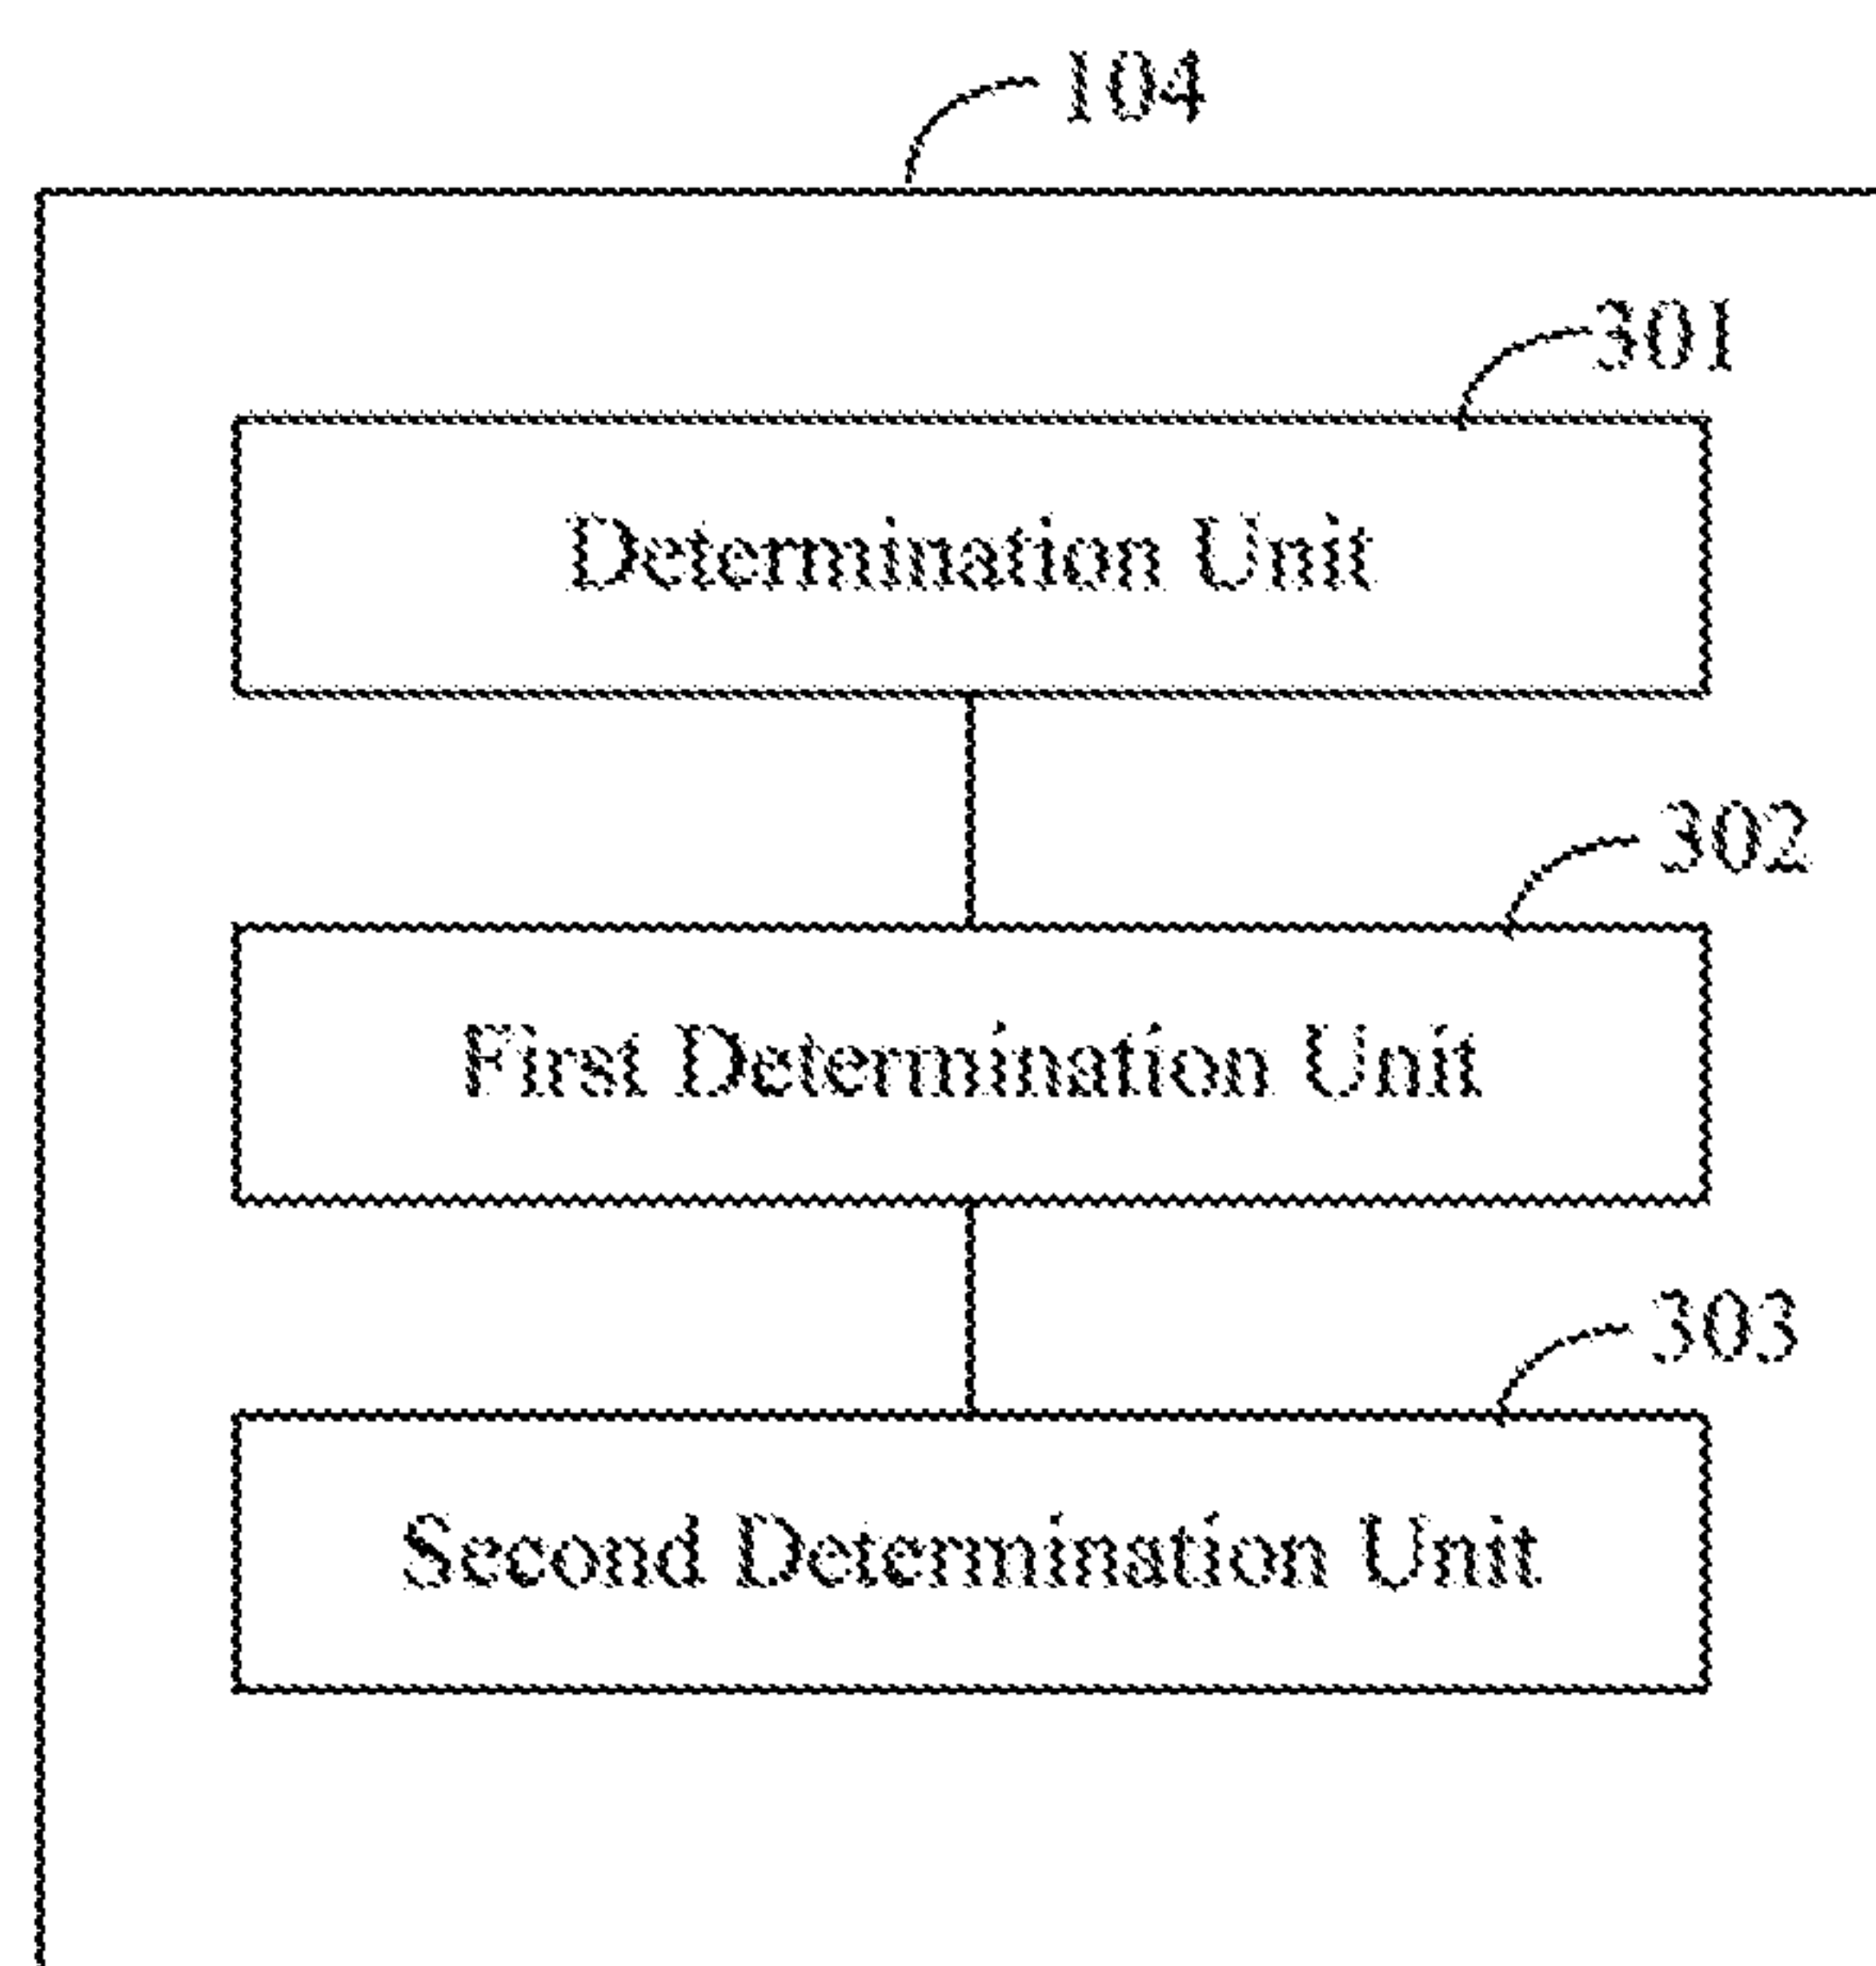 104
301
Determination Unit
302
First Determination Unit
303
Second Determination Unit